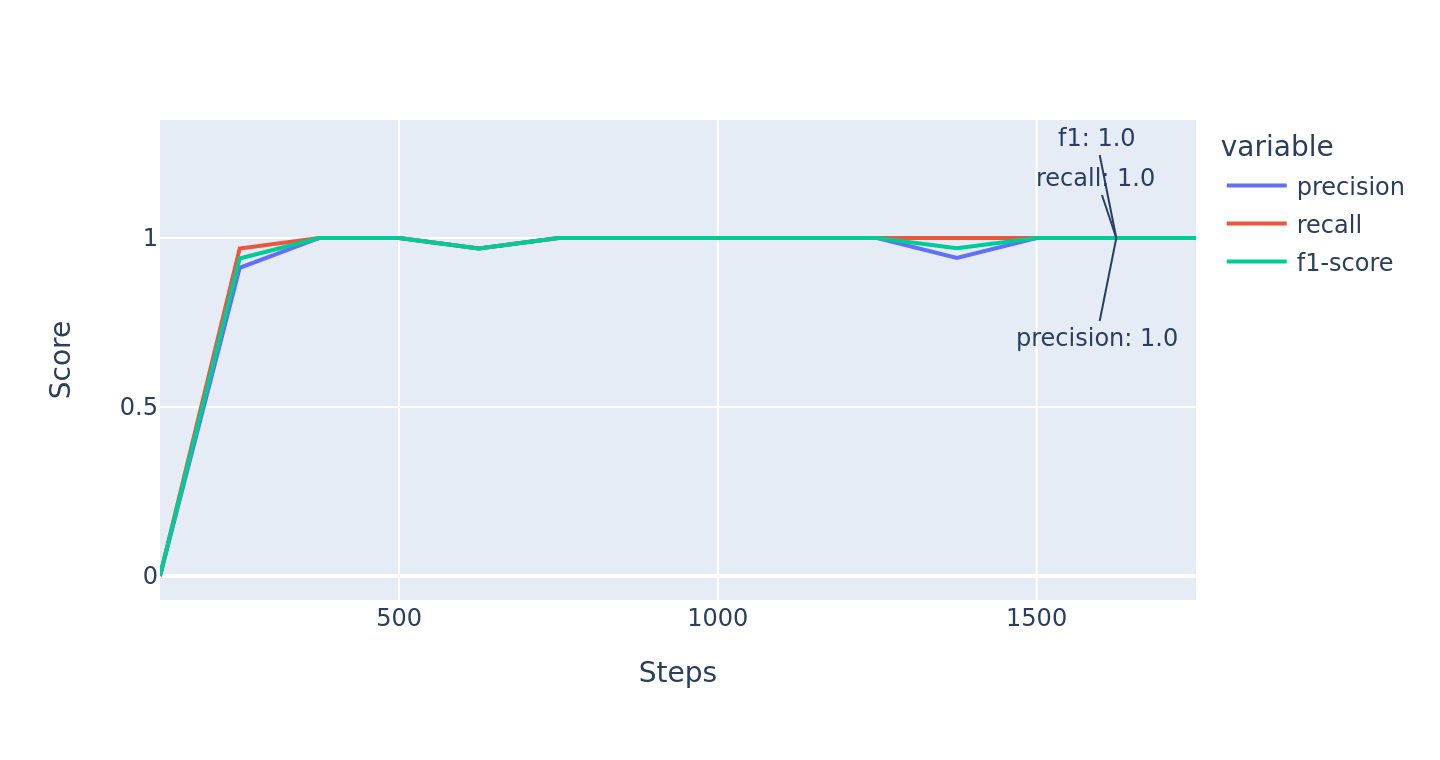 f1: 1.0
recall: 1.0
precision: 1.0
variable
precision
recall
f1-score
1
0.5
0
Score
500
1000
1500
Steps